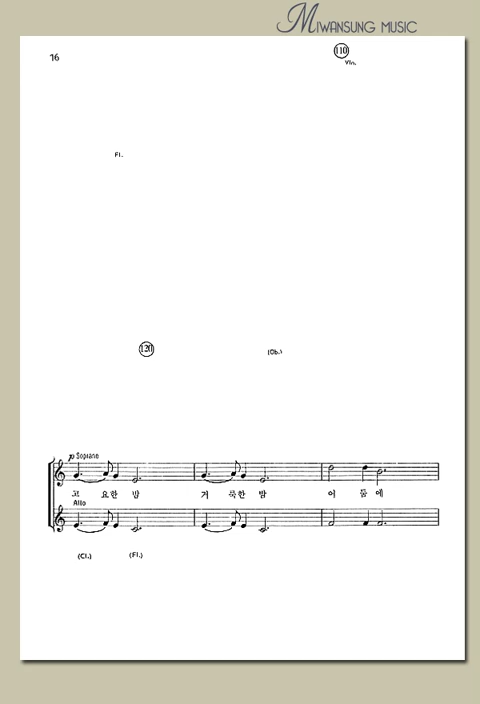 MIWANSUNG MUSIC
16
110
Vln.
Fl.
120
(Ob.)
p Soprano
고 요한 밤 거 룩한 밤 어 둠에
Alto
(Cl.) (Fl.)